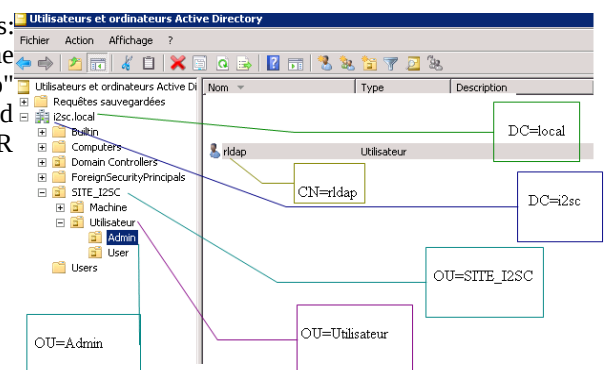 s:
Utilisateurs et ordinateurs Acti
ne
Fichier Action Affichage ?
Utilisateurs et ordinateurs Active Di
Nom Type Description
Requêtes sauvegardées
d
i2sc.local
R
Builtin
DC=local
Computers
rldap Utilisateur
Domain Controllers
ForeignSecurityPrincipals
CN=rldap
SITE_I2SC
DC=i2sc
Machine
Utilisateur
Admin
User
Users
OU=SITE_I2SC
OU=Utilisateur
OU=Admin